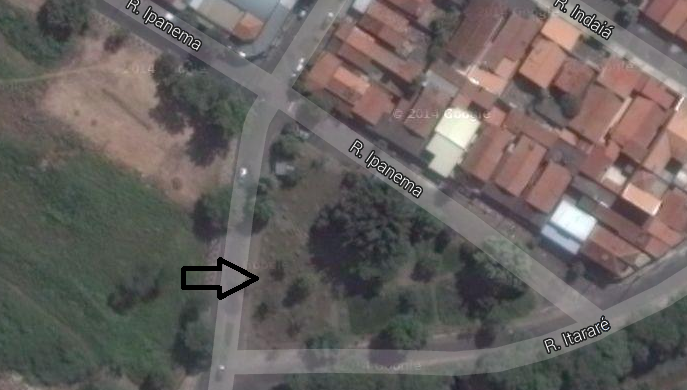 R. Ipanema
R. Indaiá
© 2014 Google
R. Ipanema
R. Itararé